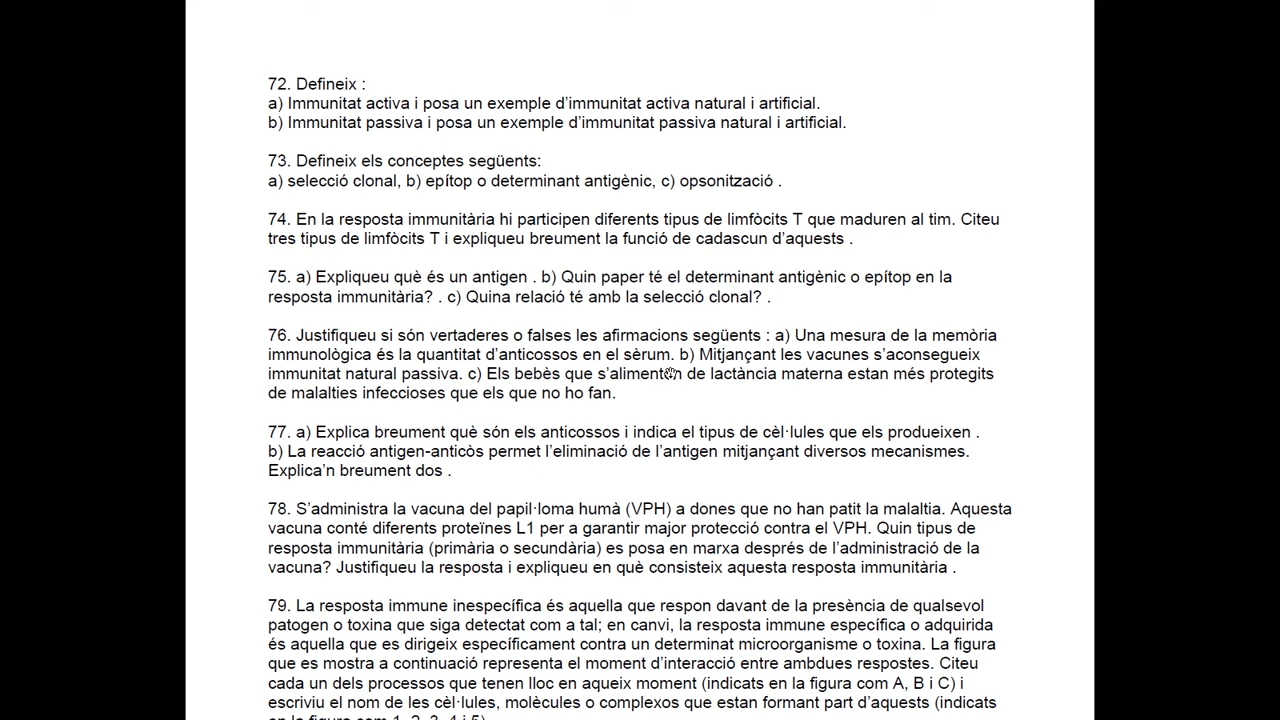 72. Defineix :
a) Immunitat activa i posa un exemple d’immunitat activa natural i artificial.
b) Immunitat passiva i posa un exemple d’immunitat passiva natural i artificial.
73. Defineix els conceptes següents:
a) selecció clonal, b) epítop o determinant antigènic, c) opsonització .
74. En la resposta immunitària hi participen diferents tipus de limfòcits T que maduren al tim. Citeu
tres tipus de limfòcits T i expliqueu breument la funció de cadascun d’aquests .
75. a) Expliqueu què és un antigen . b) Quin paper té el determinant antigènic o epítop en la
resposta immunitària? . c) Quina relació té amb la selecció clonal? .
76. Justifiqueu si són vertaderes o falses les afirmacions següents : a) Una mesura de la memòria
immunològica és la quantitat d’anticossos en el sèrum. b) Mitjançant les vacunes s’aconsegueix
immunitat natural passiva. c) Els bebès que s’alimenten de lactància materna estan més protegits
de malalties infeccioses que els que no ho fan.
77. a) Explica breument què són els anticossos i indica el tipus de cèl·lules que els produeixen .
b) La reacció antigen-anticòs permet l’eliminació de l’antigen mitjançant diversos mecanismes.
Explica’n breument dos .
78. S’administra la vacuna del papil·loma humà (VPH) a dones que no han patit la malaltia. Aquesta
vacuna conté diferents proteïnes L1 per a garantir major protecció contra el VPH. Quin tipus de
resposta immunitària (primària o secundària) es posa en marxa després de l’administració de la
vacuna? Justifiqueu la resposta i expliqueu en què consisteix aquesta resposta immunitària .
79. La resposta immune inespecífica és aquella que respon davant de la presència de qualsevol
patogen o toxina que siga detectat com a tal; en canvi, la resposta immune específica o adquirida
és aquella que es dirigeix específicament contra un determinat microorganisme o toxina. La figura
que es mostra a continuació representa el moment d’interacció entre ambdues respostes. Citeu
cada un dels processos que tenen lloc en aqueix moment (indicats en la figura com A, B i C) i
escriviu el nom de les cèl·lules, molècules o complexos que estan formant part d’aquests (indicats
en la figura com 1, 2, 3, 4 i 5)